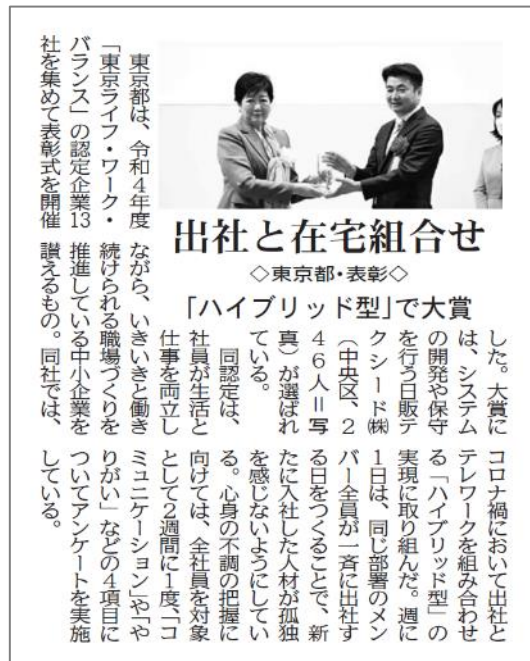 出社と在宅組合せ
◇東京都・表彰◇
「ハイブリッド型」で大賞
東京都は、令和4年度
「東京ライフ・ワーク・
バランス」の認定企業13
社を集めて表彰式を開催
した。大賞に
は、システム
の開発や保守
を行う日販テ
クシード㈱
（中央区、2
46人＝写
真）が選ばれ
ている。
同認定は、
社員が生活と
仕事を両立し
ながら、いきいきと働き
続けられる職場づくりを
推進している中小企業を
讃えるもの。同社では、
コロナ禍において出社と
テレワークを組み合わせ
る「ハイブリッド型」の
実現に取り組んだ。週に
1日は、同じ部署のメン
バー全員が一斉に出社す
る日をつくることで、新
たに入社した人材が孤独
を感じないようにしてい
る。心身の不調の把握に
向けては、全社員を対象
として2週間に1度、「コ
ミュニケーション」や「や
りがい」などの4項目に
ついてアンケートを実施
している。